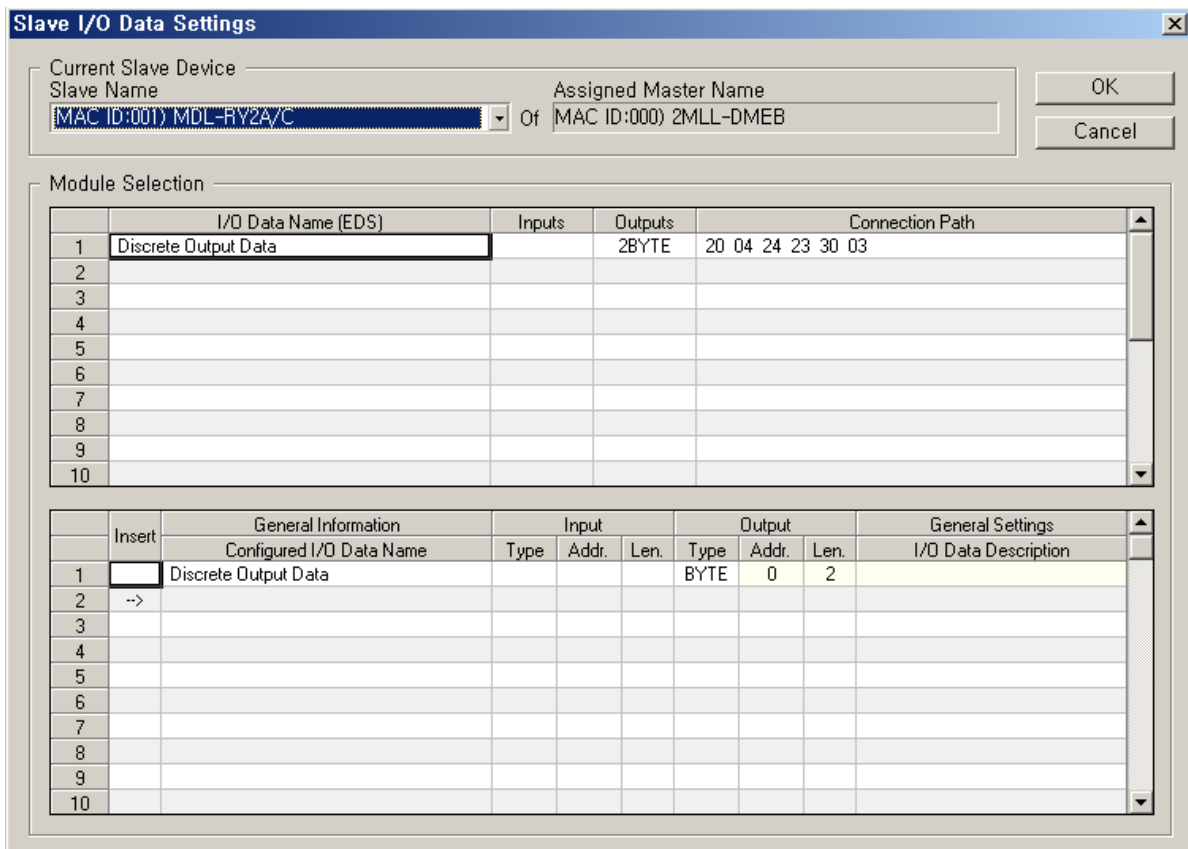 Slave I/O Data Settings
Current Slave Device
Slave Name
Assigned Master Name
MAC ID:001) MDL-RY2A/C Of MAC ID:000) 2MLL-DMEB
OK
Cancel
Module Selection
I/O Data Name (EDS) Inputs Outputs Connection Path
1 Discrete Output Data 2BYTE 20 04 24 23 30 03
2
3
4
5
6
7
8
9
10
Insert General Information Input Output General Settings
Configured I/O Data Name Type Addr. Len. Type Addr. Len. I/O Data Description
1 Discrete Output Data BYTE 0 2
2 -->
3
4
5
6
7
8
9
10